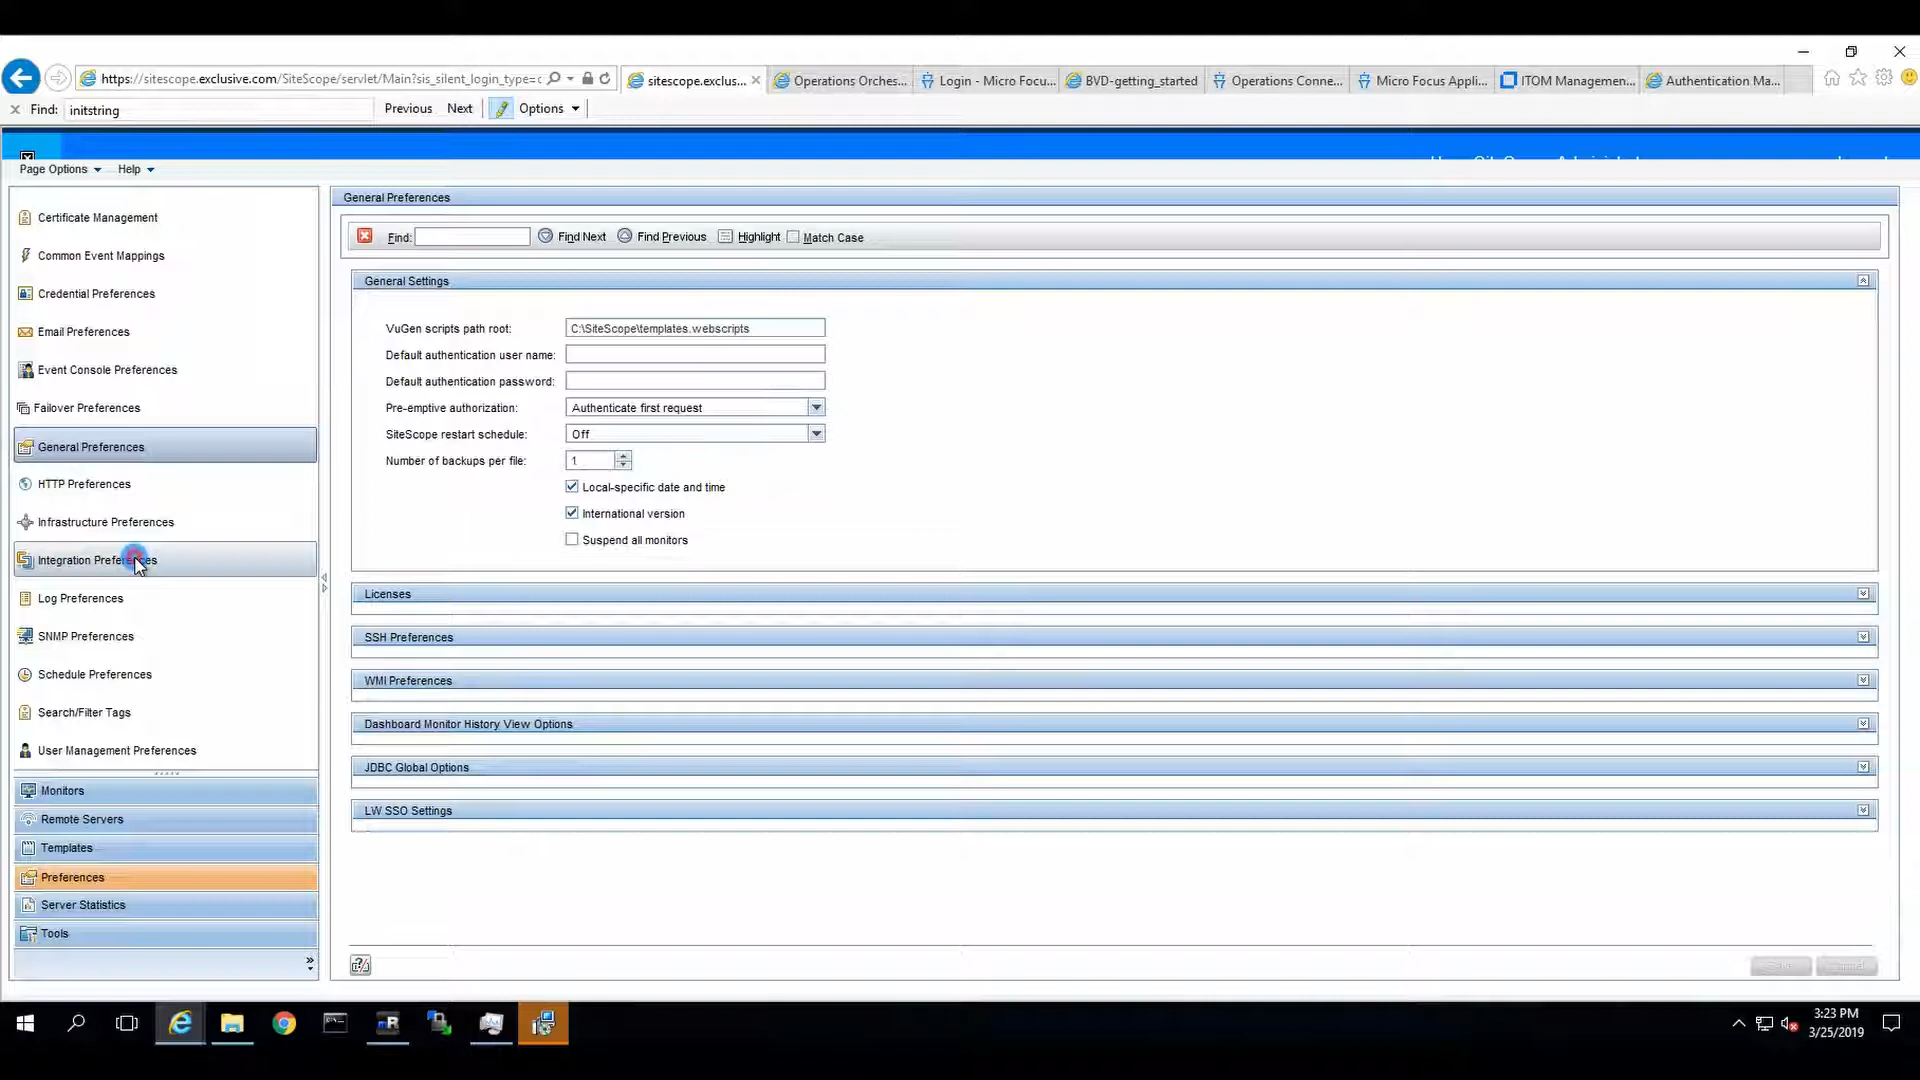 https://sitescope.exclusive.com/SiteScope/servlet/Main?sis_silent_login_type=c
sitescope.exclus...
Operations Orches...
Login - Micro Focu...
BVD-getting_started
Operations Conne...
Micro Focus Appli...
ITOM Managemen...
Authentication Ma...
Find: initstring Previous Next Options
Page Options Help
Certificate Management
Common Event Mappings
Credential Preferences
Email Preferences
Event Console Preferences
Failover Preferences
General Preferences
HTTP Preferences
Infrastructure Preferences
Integration Preferences
Log Preferences
SNMP Preferences
Schedule Preferences
Search/Filter Tags
User Management Preferences
Monitors
Remote Servers
Templates
Preferences
Server Statistics
Tools
General Preferences
Find: Find Next Find Previous Highlight Match Case
General Settings
VuGen scripts path root: C:\SiteScope\templates.webscripts
Default authentication user name:
Default authentication password:
Pre-emptive authorization: Authenticate first request
SiteScope restart schedule: Off
Number of backups per file: 1
Local-specific date and time
International version
Suspend all monitors
Licenses
SSH Preferences
WMI Preferences
Dashboard Monitor History View Options
JDBC Global Options
LW SSO Settings
3:23 PM
3/25/2019